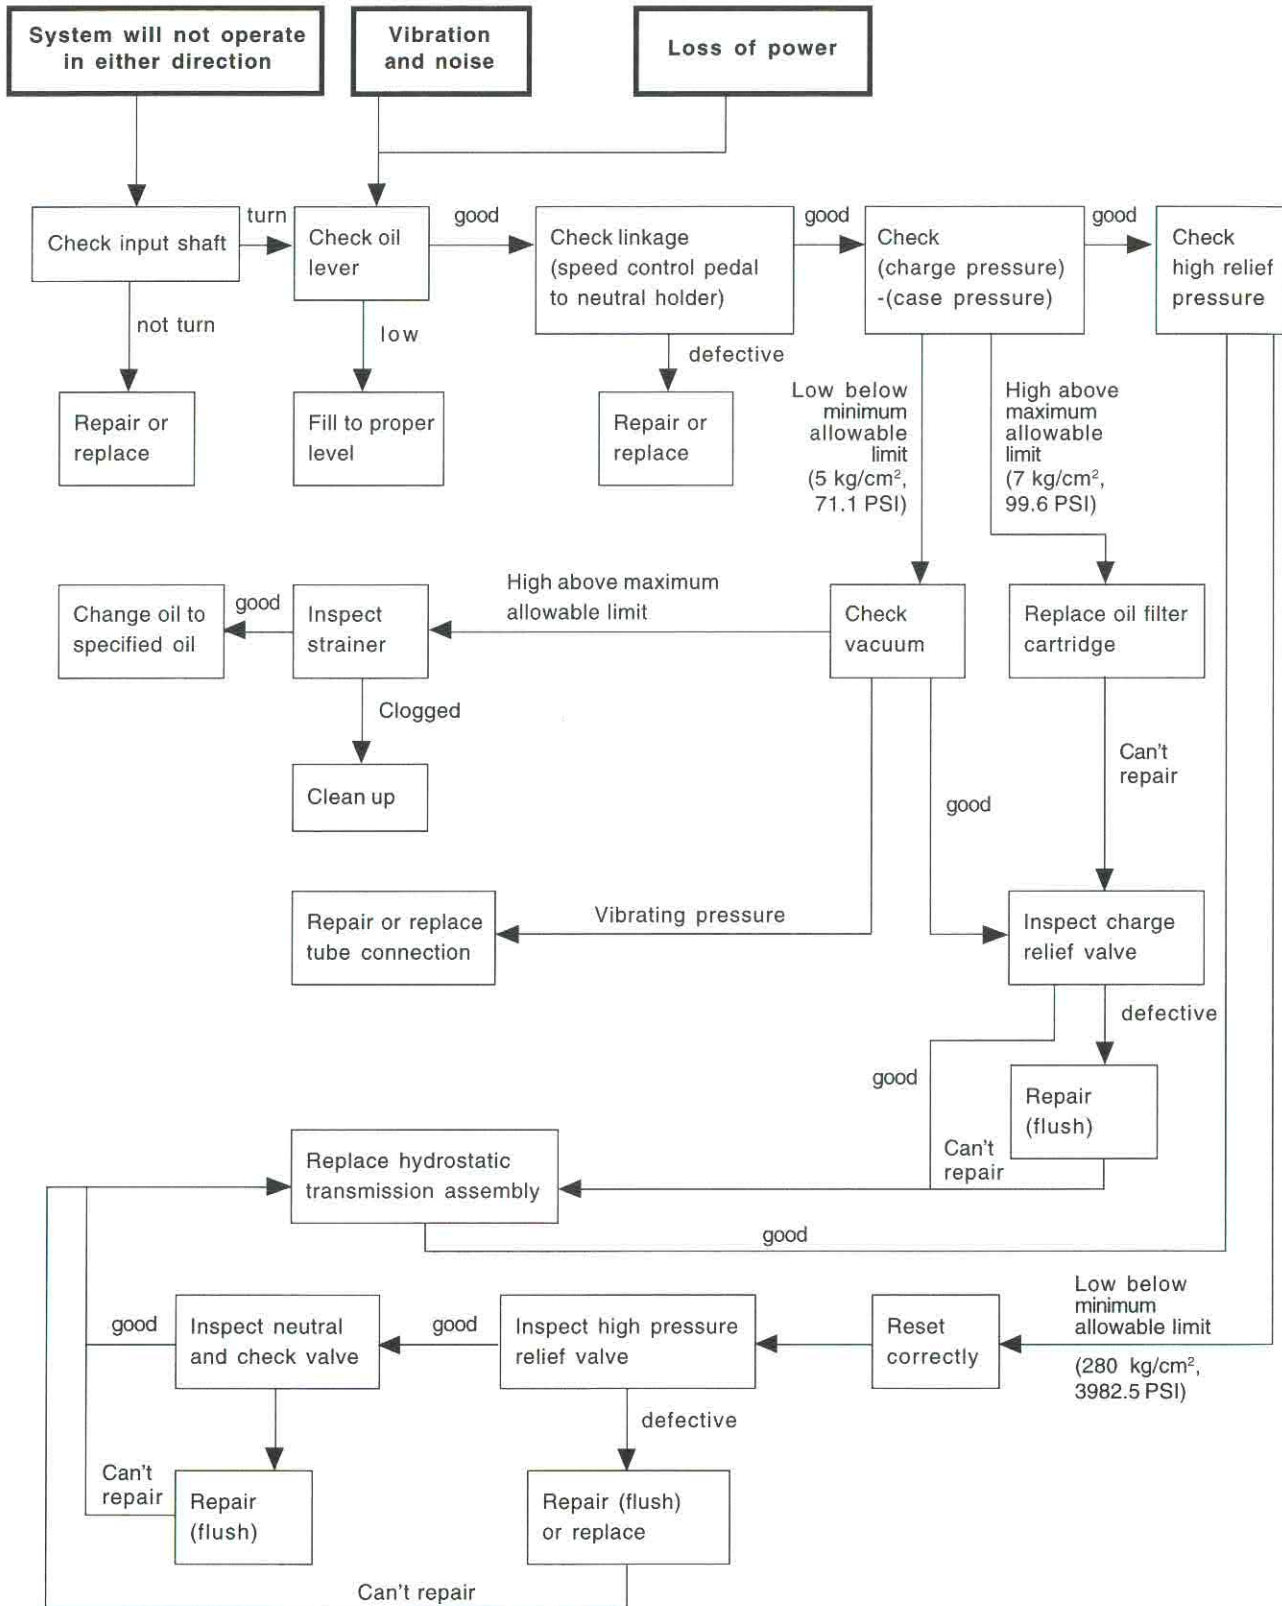 System will not operate
in either direction
Vibration
and noise
Loss of power
Check input shaft
turn
Check oil
lever
good
Check linkage
(speed control pedal
to neutral holder)
good
Check
(charge pressure)
-(case pressure)
good
Check
high relief
pressure
not turn
low
defective
Repair or
replace
Fill to proper
level
Repair or
replace
Low below
minimum
allowable
limit
(5 kg/cm²,
71.1 PSI)
High above
maximum
allowable
limit
(7 kg/cm²,
99.6 PSI)
Change oil to
specified oil
good
Inspect
strainer
High above maximum
allowable limit
Check
vacuum
Replace oil filter
cartridge
Clogged
Clean up
good
Can't
repair
Repair or replace
tube connection
Vibrating pressure
Inspect charge
relief valve
defective
good
Repair
(flush)
Can't
repair
Replace hydrostatic
transmission assembly
good
Low below
minimum
allowable limit
(280 kg/cm²,
3982.5 PSI)
good
Inspect neutral
and check valve
good
Inspect high pressure
relief valve
Reset
correctly
defective
Can't
repair
Repair
(flush)
Repair (flush)
or replace
Can't repair